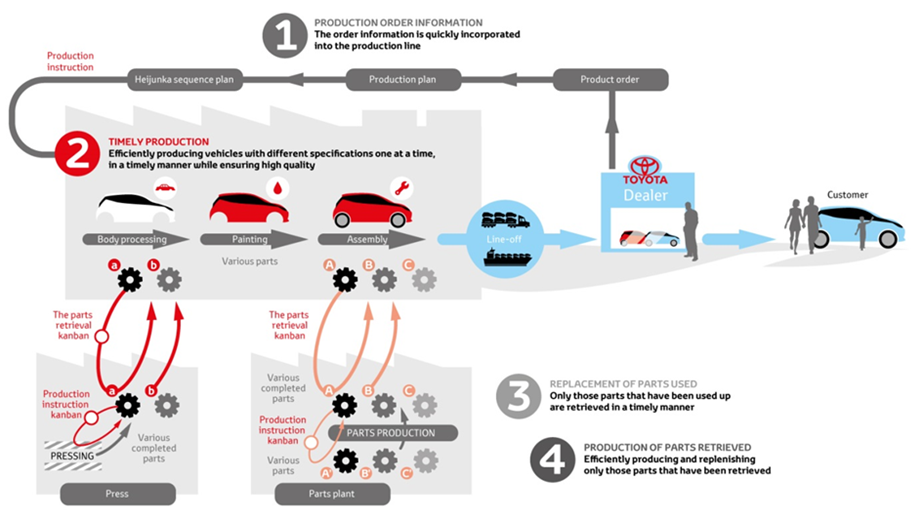 1
PRODUCTION ORDER INFORMATION
The order information is quickly incorporated
into the production line
Production
instruction
Heijunka sequence plan
Production plan
Product order
2
TIMELY PRODUCTION
Efficiently producing vehicles with different specifications one at a time,
in a timely manner while ensuring high quality
TOYOTA
Dealer
Customer
Body processing
Painting
Assembly
Line-off
Various parts
a
b
A
B
C
The parts
retrieval
kanban
The parts
retrieval
kanban
a
b
Production
instruction
kanban
PRESSING
Various
completed
parts
Press
Various
completed
parts
A
B
C
Production
instruction
kanban
PARTS PRODUCTION
Various
parts
A'
B'
C'
Parts plant
3
REPLACEMENT OF PARTS USED
Only those parts that have been used up
are retrieved in a timely manner
4
PRODUCTION OF PARTS RETRIEVED
Efficiently producing and replenishing
only those parts that have been retrieved